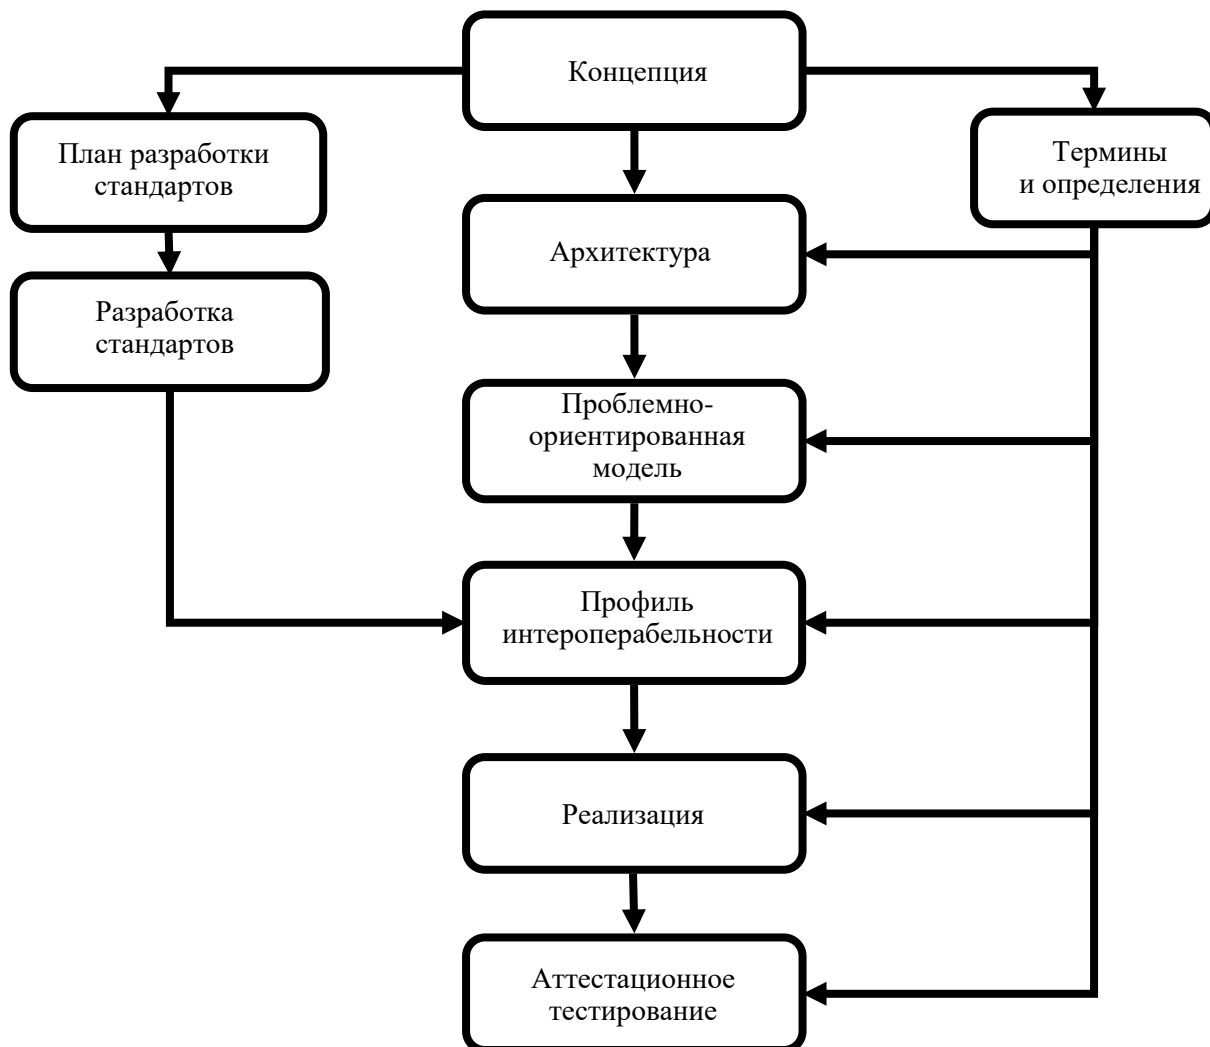 Концепция
План разработки
стандартов
Термины
и определения
Архитектура
Разработка
стандартов
Проблемно-
ориентированная
модель
Профиль
интероперабельности
Реализация
Аттестационное
тестирование